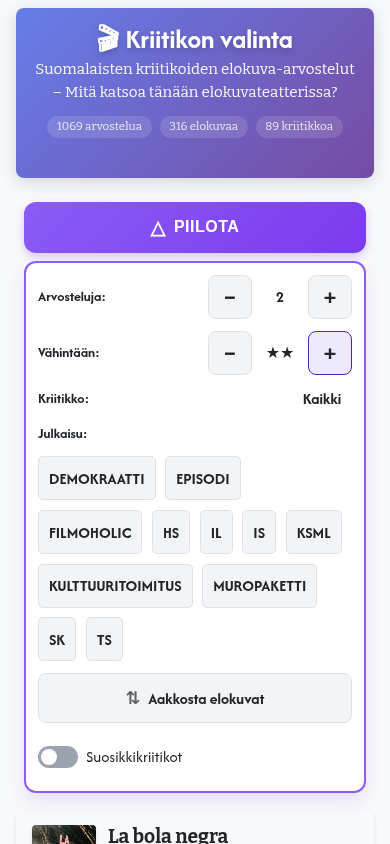 🎬 Kriitikon valinta
Suomalaisten kriitikoiden elokuva-arvostelut
– Mitä katsoa tänään elokuvateatterissa?
1069 arvostelua 316 elokuvaa 89 kriitikkoa
△ PIILOTA
Arvosteluja: − 2 +
Vähintään: − ★★ +
Kriitikko: Kaikki
Julkaisu:
DEMOKRAATTI EPISODI
FILMOHOLIC HS IL IS KSML
KULTTUURITOIMITUS MUROPAKETTI
SK TS
⇅ Aakkosta elokuvat
Suosikkikriitikot
La bola negra
LA